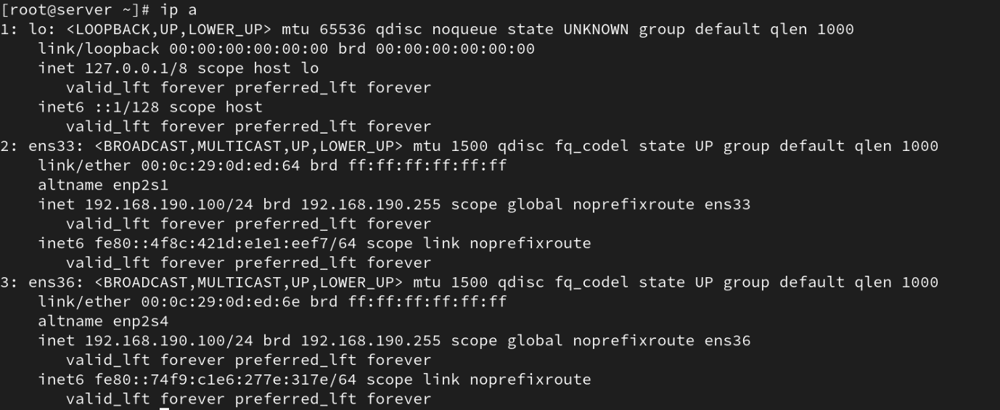 [root@server ~]# ip a
1: lo: <LOOPBACK,UP,LOWER_UP> mtu 65536 qdisc noqueue state UNKNOWN group default qlen 1000
    link/loopback 00:00:00:00:00:00 brd 00:00:00:00:00:00
    inet 127.0.0.1/8 scope host lo
       valid_lft forever preferred_lft forever
    inet6 ::1/128 scope host
       valid_lft forever preferred_lft forever
2: ens33: <BROADCAST,MULTICAST,UP,LOWER_UP> mtu 1500 qdisc fq_codel state UP group default qlen 1000
    link/ether 00:0c:29:0d:ed:64 brd ff:ff:ff:ff:ff:ff
    altname enp2s1
    inet 192.168.190.100/24 brd 192.168.190.255 scope global noprefixroute ens33
       valid_lft forever preferred_lft forever
    inet6 fe80::4f8c:421d:e1e1:eef7/64 scope link noprefixroute
       valid_lft forever preferred_lft forever
3: ens36: <BROADCAST,MULTICAST,UP,LOWER_UP> mtu 1500 qdisc fq_codel state UP group default qlen 1000
    link/ether 00:0c:29:0d:ed:6e brd ff:ff:ff:ff:ff:ff
    altname enp2s4
    inet 192.168.190.100/24 brd 192.168.190.255 scope global noprefixroute ens36
       valid_lft forever preferred_lft forever
    inet6 fe80::74f9:c1e6:277e:317e/64 scope link noprefixroute
       valid_lft forever preferred_lft forever